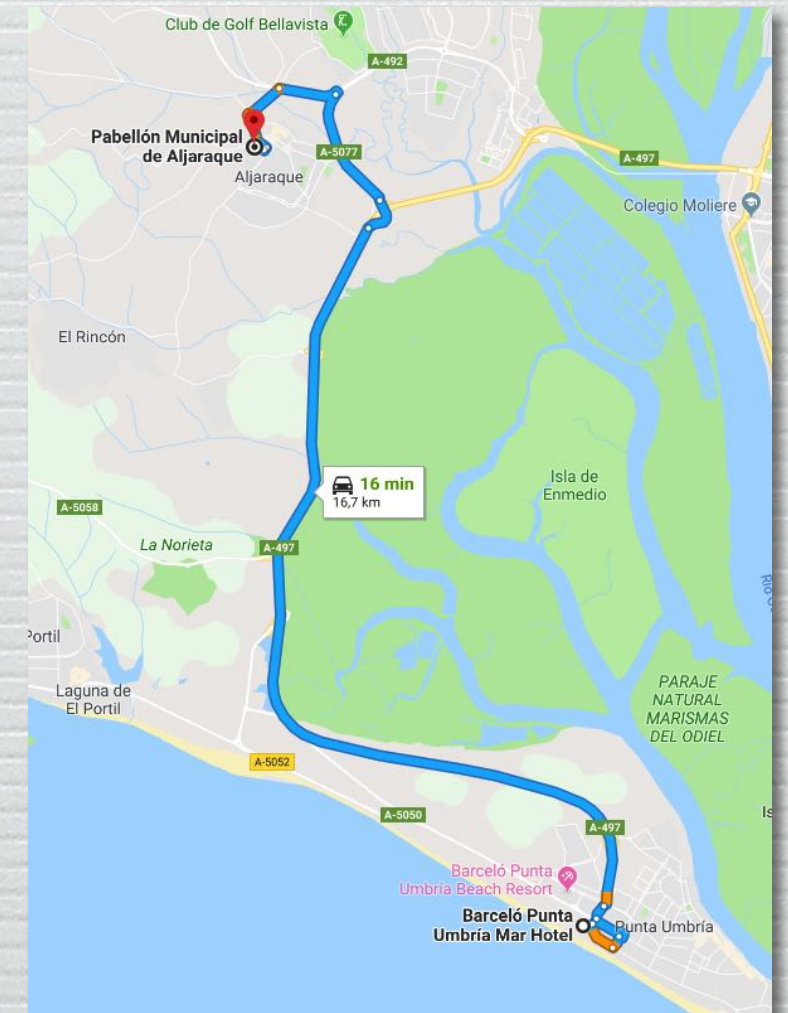 Club de Golf Bellavista
A-492
Pabellón Municipal
de Aljaraque
A-5077
Aljaraque
A-497
Colegio Moliere
El Rincón
16 min
16,7 km
Isla de
Enmedio
A-5058
La Norieta
A-497
Portil
Laguna de
El Portil
PARAJE
NATURAL
MARISMAS
DEL ODIEL
A-5052
A-5050
A-497
Barceló Punta
Umbría Beach Resort
Barceló Punta
Umbría Mar Hotel
Punta Umbría